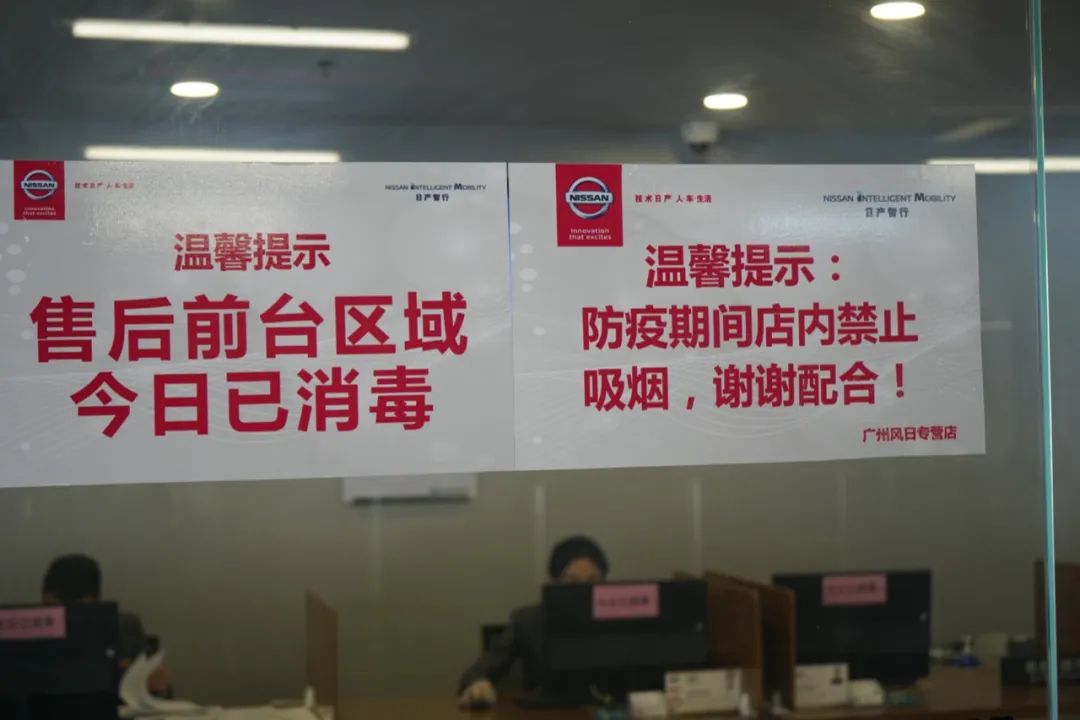 NISSAN
Innovation
that excites
技术日产 人·车·生活
NISSAN INTELLIGENT MOBILITY
日产智行
温馨提示
售后前台区域
今日已消毒
NISSAN
Innovation
that excites
技术日产 人·车·生活
NISSAN INTELLIGENT MOBILITY
日产智行
温馨提示：
防疫期间店内禁止
吸烟，谢谢配合！
广州风日专营店